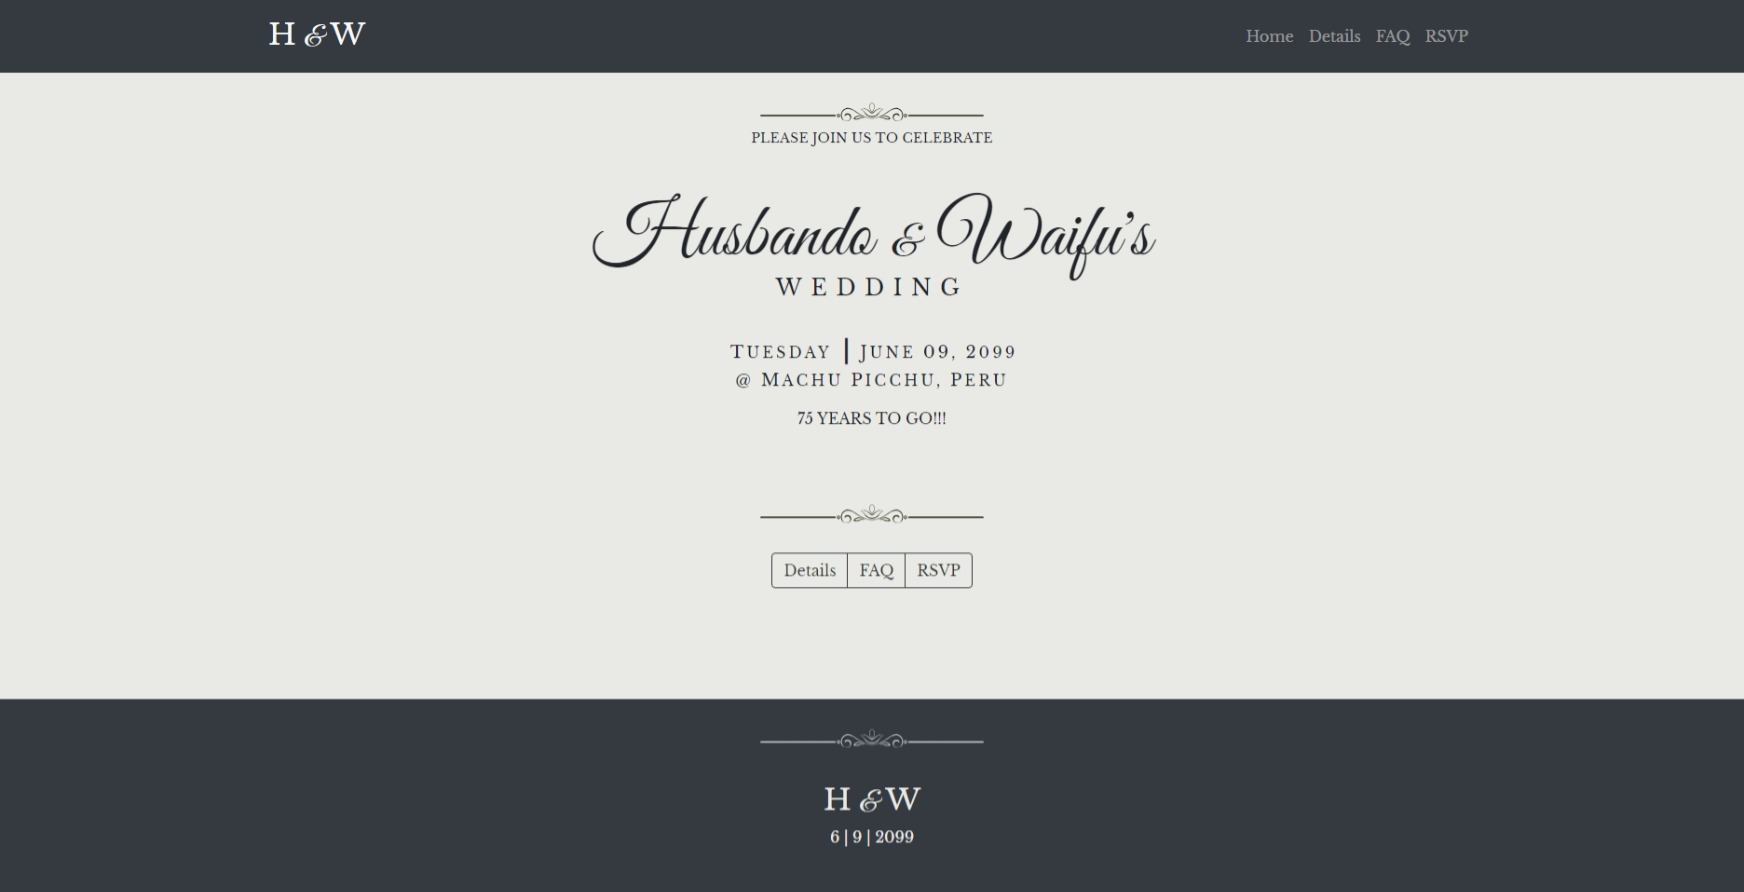 H & W
Home Details FAQ RSVP
PLEASE JOIN US TO CELEBRATE
Husbando & Waifu's
WEDDING
TUESDAY | JUNE 09, 2099
@ MACHU PICCHU, PERU
75 YEARS TO GO!!!
Details FAQ RSVP
H & W
6 | 9 | 2099